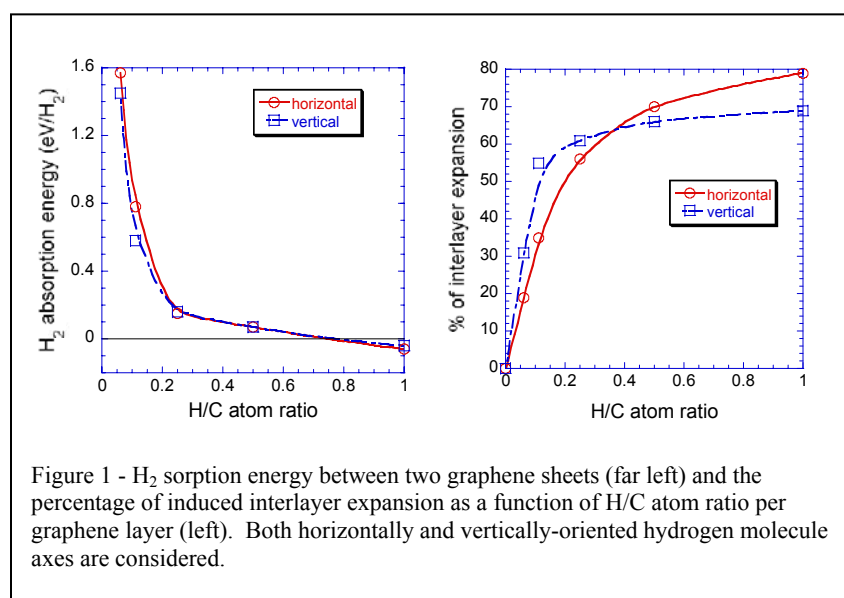 1.6
1.2
0.8
0.4
0
H₂ absorption energy (eV/H₂)
horizontal
vertical
0 0.2 0.4 0.6 0.8 1
H/C atom ratio
80
70
60
50
40
30
20
10
0
% of interlayer expansion
horizontal
vertical
0 0.2 0.4 0.6 0.8 1
H/C atom ratio
Figure 1 - H₂ sorption energy between two graphene sheets (far left) and the
percentage of induced interlayer expansion as a function of H/C atom ratio per
graphene layer (left).  Both horizontally and vertically-oriented hydrogen molecule
axes are considered.